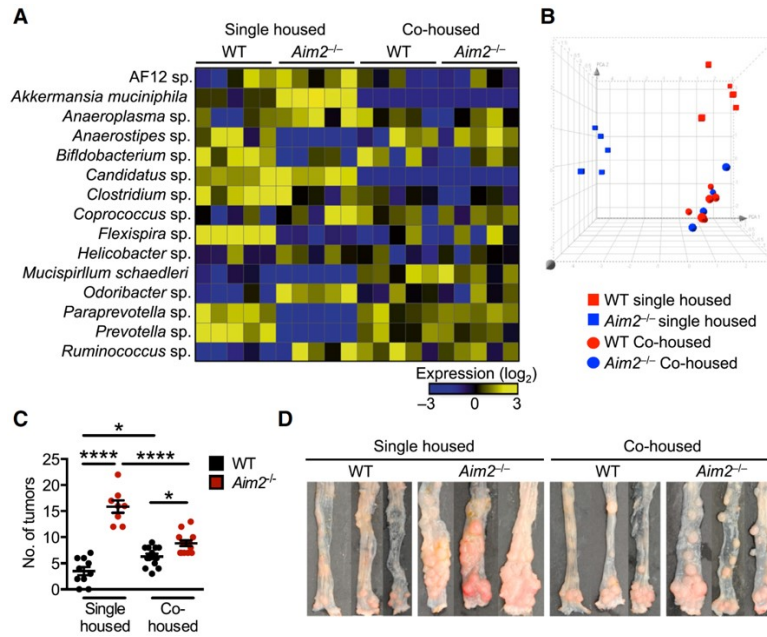 A
Single housed
Co-housed
WT
Aim2–/–
WT
Aim2–/–
AF12 sp.
Akkermansia muciniphila
Anaeroplasma sp.
Anaerostipes sp.
Bifidobacterium sp.
Candidatus sp.
Clostridium sp.
Coprococcus sp.
Flexispira sp.
Helicobacter sp.
Mucispirllum schaedleri
Odoribacter sp.
Paraprevotella sp.
Prevotella sp.
Ruminococcus sp.
Expression (log2)
–3 0 3
B
WT single housed
Aim2–/– single housed
WT Co-housed
Aim2–/– Co-housed
C
*
**** ****
*
WT
Aim2-/-
No. of tumors
25
20
15
10
5
0
Single housed
Co-housed
D
Single housed
Co-housed
WT
Aim2–/–
WT
Aim2–/–